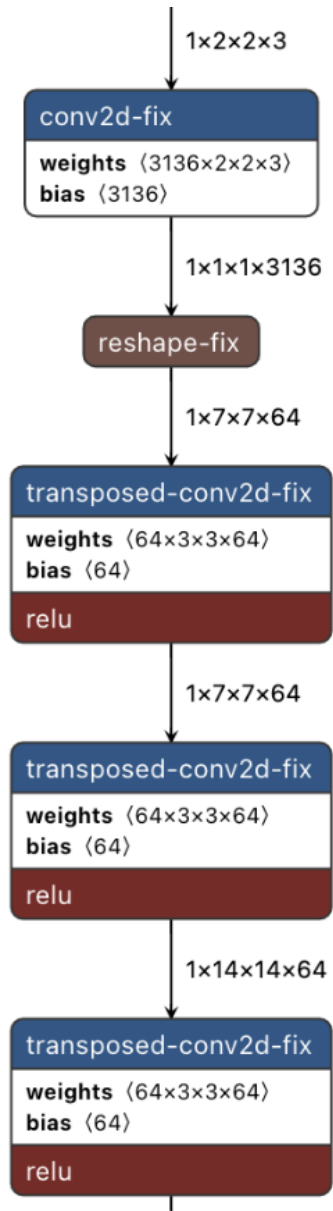 1×2×2×3
conv2d-fix
weights ⟨3136×2×2×3⟩
bias ⟨3136⟩
1×1×1×3136
reshape-fix
1×7×7×64
transposed-conv2d-fix
weights ⟨64×3×3×64⟩
bias ⟨64⟩
relu
1×7×7×64
transposed-conv2d-fix
weights ⟨64×3×3×64⟩
bias ⟨64⟩
relu
1×14×14×64
transposed-conv2d-fix
weights ⟨64×3×3×64⟩
bias ⟨64⟩
relu